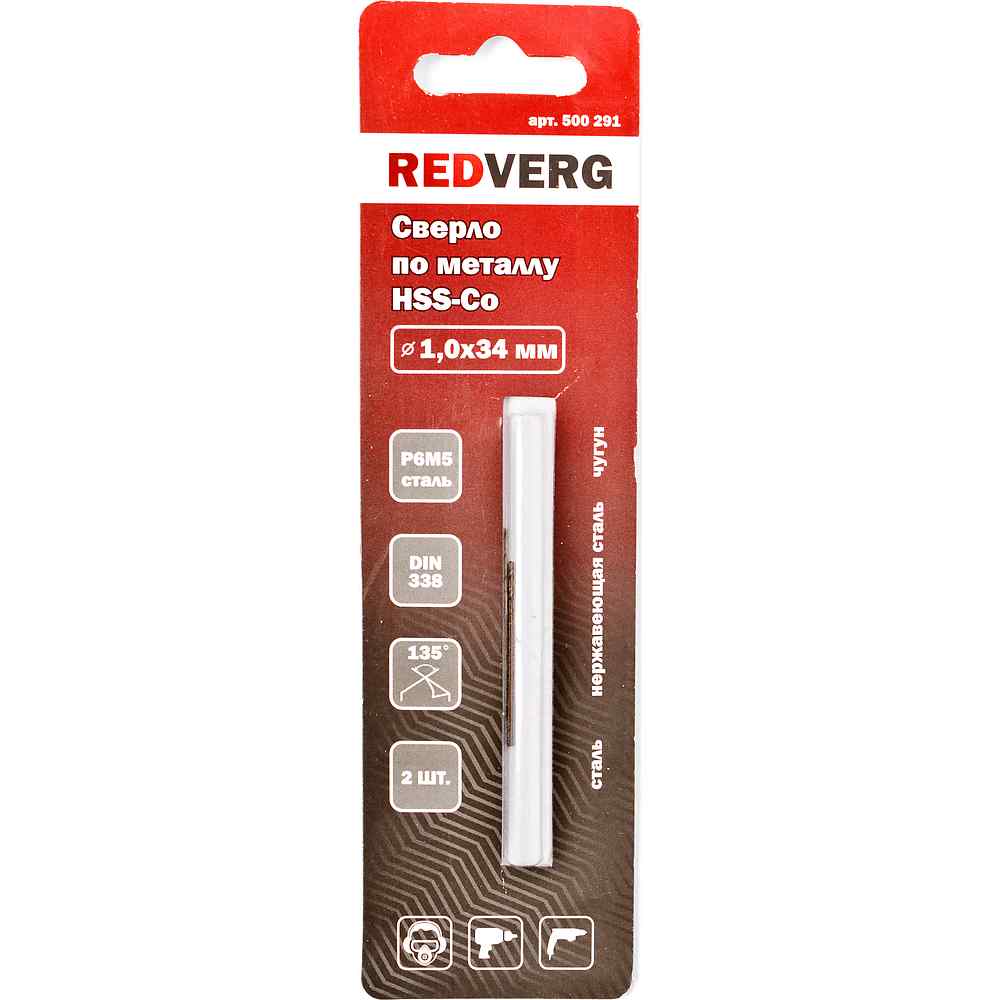 арт. 500 291
REDVERG
Сверло
по металлу
HSS-Co
⌀ 1,0x34 мм
Р6М5
сталь
DIN
338
135°
2 ШТ.
сталь нержавеющая сталь чугун